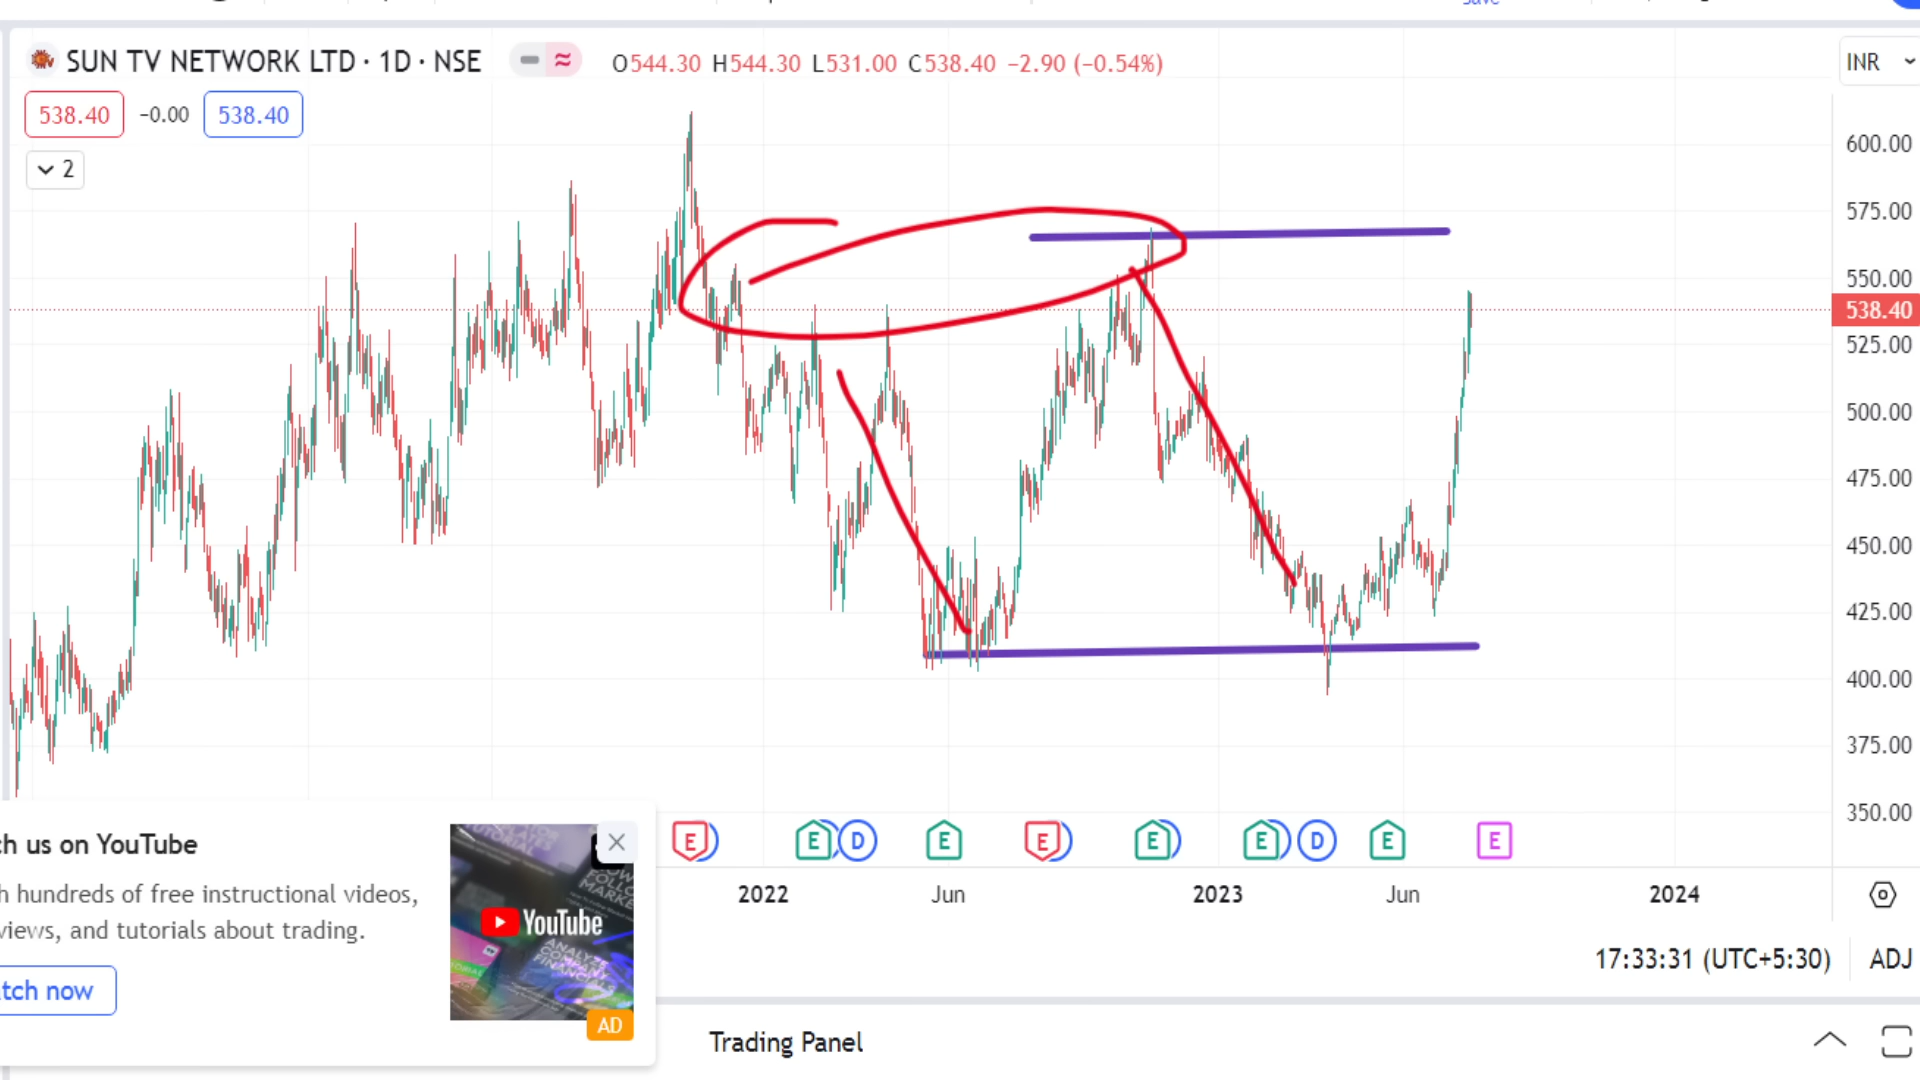 SUN TV NETWORK LTD · 1D · NSE
O544.30 H544.30 L531.00 C538.40 −2.90 (−0.54%)
INR
538.40 −0.00 538.40
2
600.00
575.00
550.00
538.40
525.00
500.00
475.00
450.00
425.00
400.00
375.00
350.00
E E D E E E E D E E
2022 Jun 2023 Jun 2024
ch us on YouTube
h hundreds of free instructional videos,
views, and tutorials about trading.
tch now
YouTube
ANALYZE
COMPANY
FINANCIALS
AD
17:33:31 (UTC+5:30) ADJ
Trading Panel